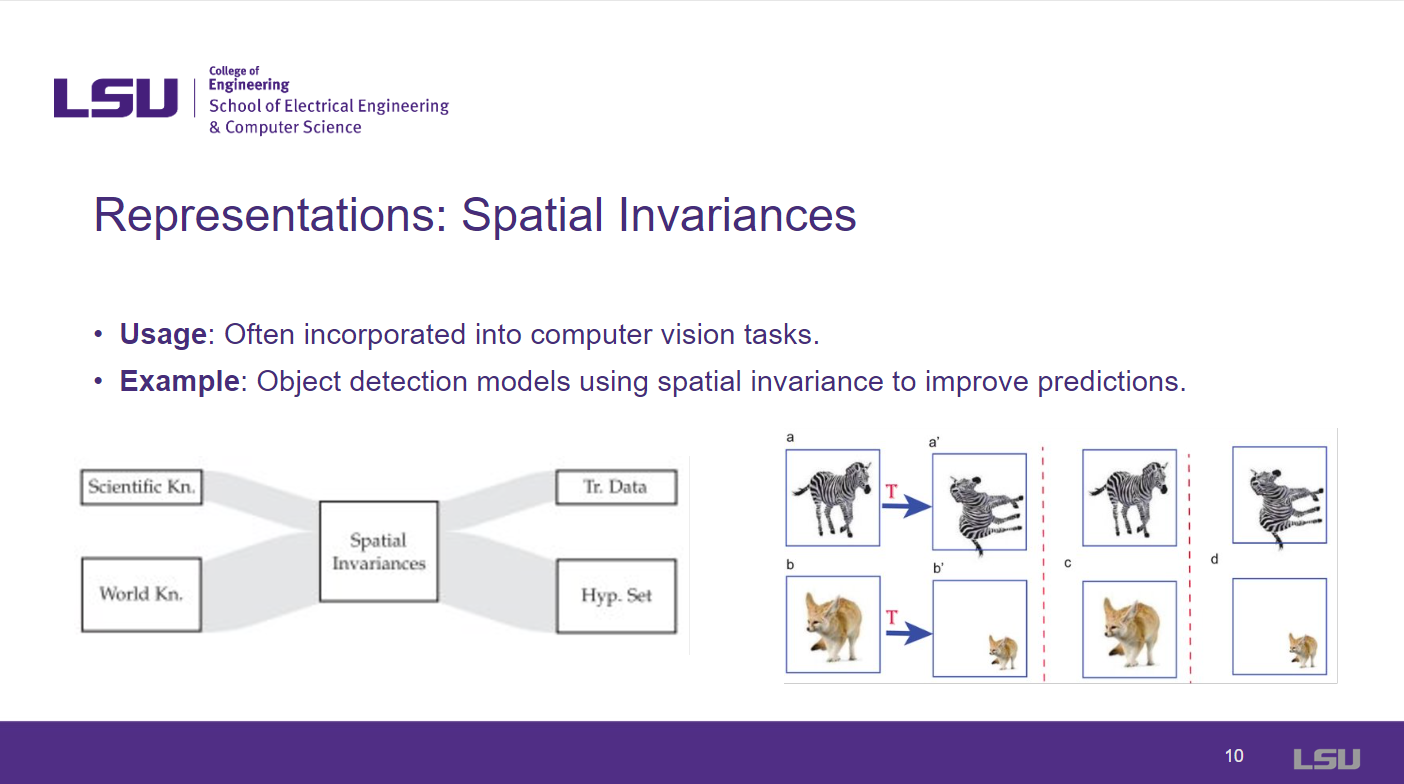 LSU
College of
Engineering
School of Electrical Engineering
& Computer Science
Representations: Spatial Invariances
• Usage: Often incorporated into computer vision tasks.
• Example: Object detection models using spatial invariance to improve predictions.
Scientific Kn.
World Kn.
Spatial
Invariances
Tr. Data
Hyp. Set
a
a'
T
b
b'
T
c
d
10
LSU